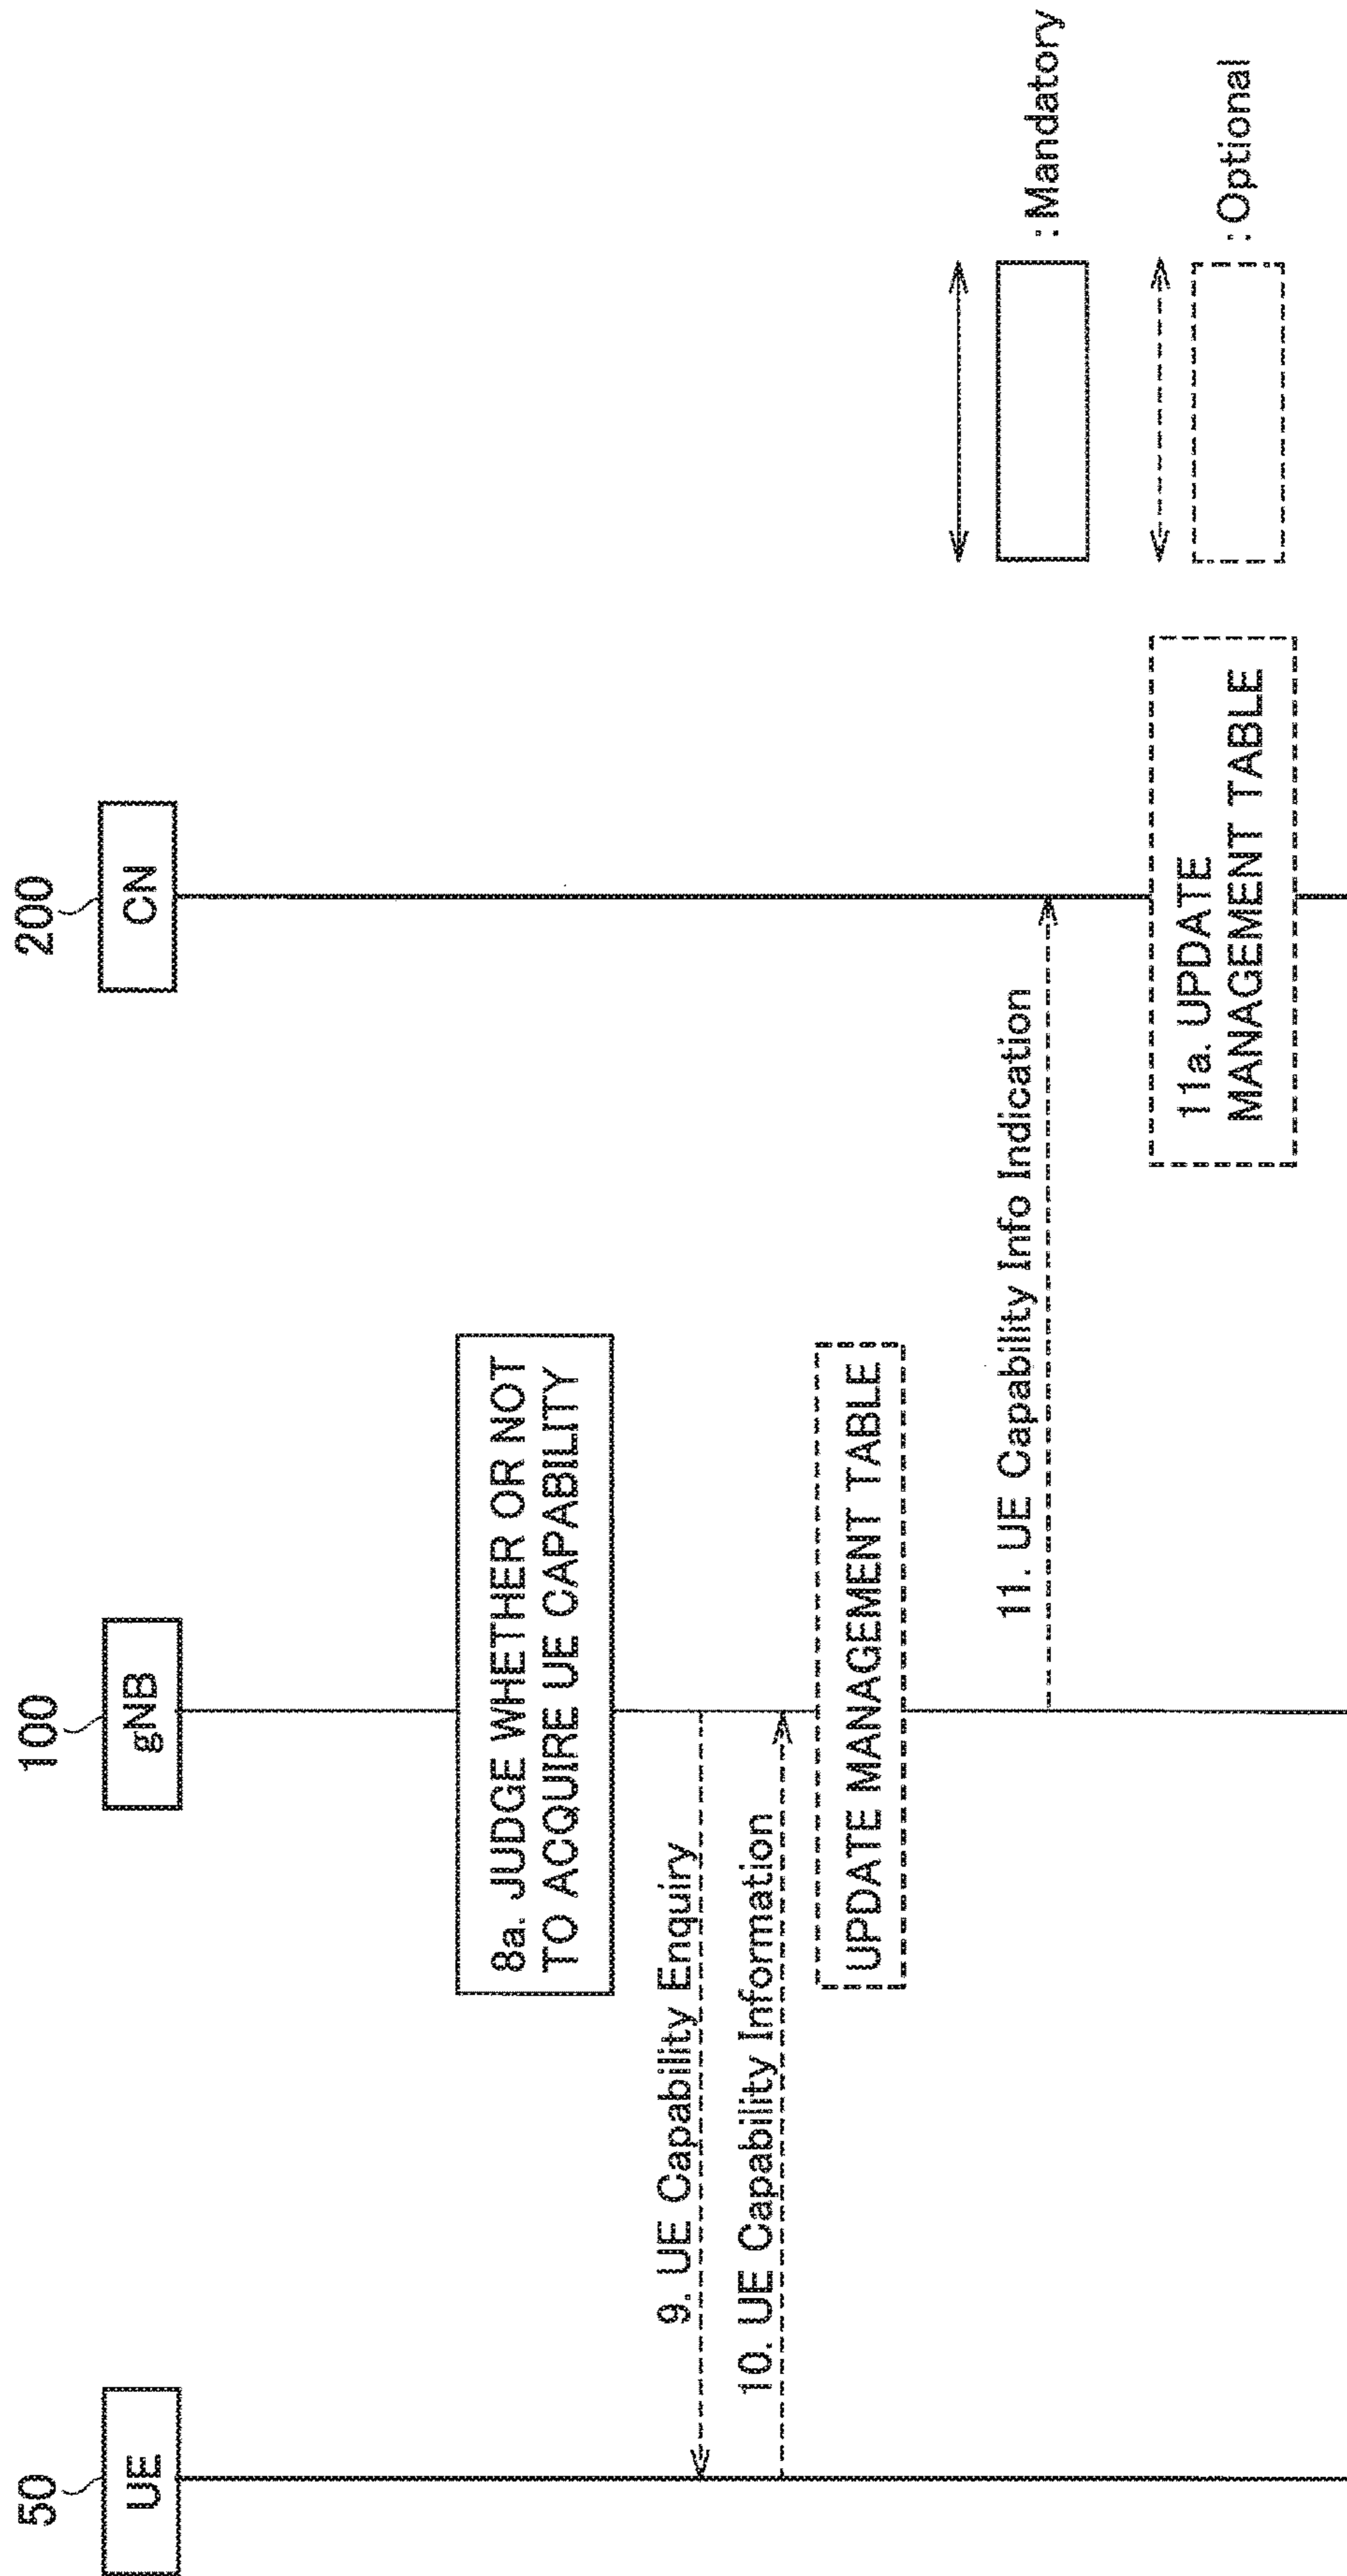 50
UE
100
gNB
200
CN
8a. JUDGE WHETHER OR NOT
TO ACQUIRE UE CAPABILITY
9. UE Capability Enquiry
10. UE Capability Information
UPDATE MANAGEMENT TABLE
11. UE Capability Info Indication
11a. UPDATE
MANAGEMENT TABLE
: Mandatory
: Optional